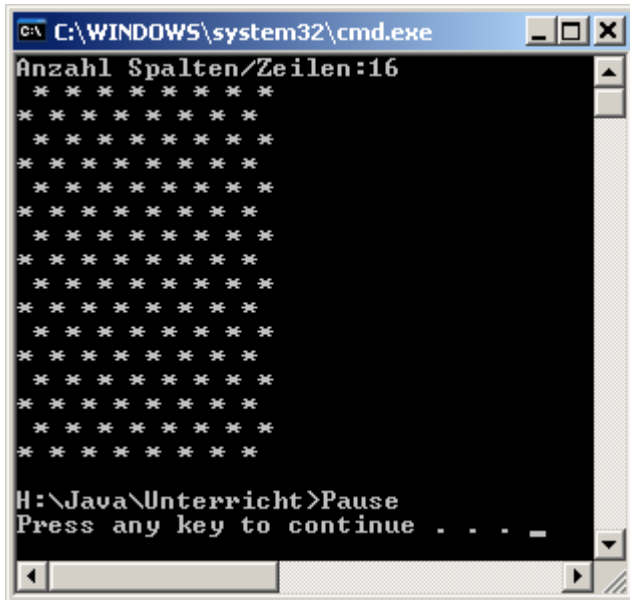 C:\WINDOWS\system32\cmd.exe
Anzahl Spalten/Zeilen:16
 * * * * * * * *
* * * * * * * *
 * * * * * * * *
* * * * * * * *
 * * * * * * * *
* * * * * * * *
 * * * * * * * *
* * * * * * * *
 * * * * * * * *
* * * * * * * *
 * * * * * * * *
* * * * * * * *
 * * * * * * * *
* * * * * * * *
 * * * * * * * *
* * * * * * * *
H:\Java\Unterricht>Pause
Press any key to continue . . . _